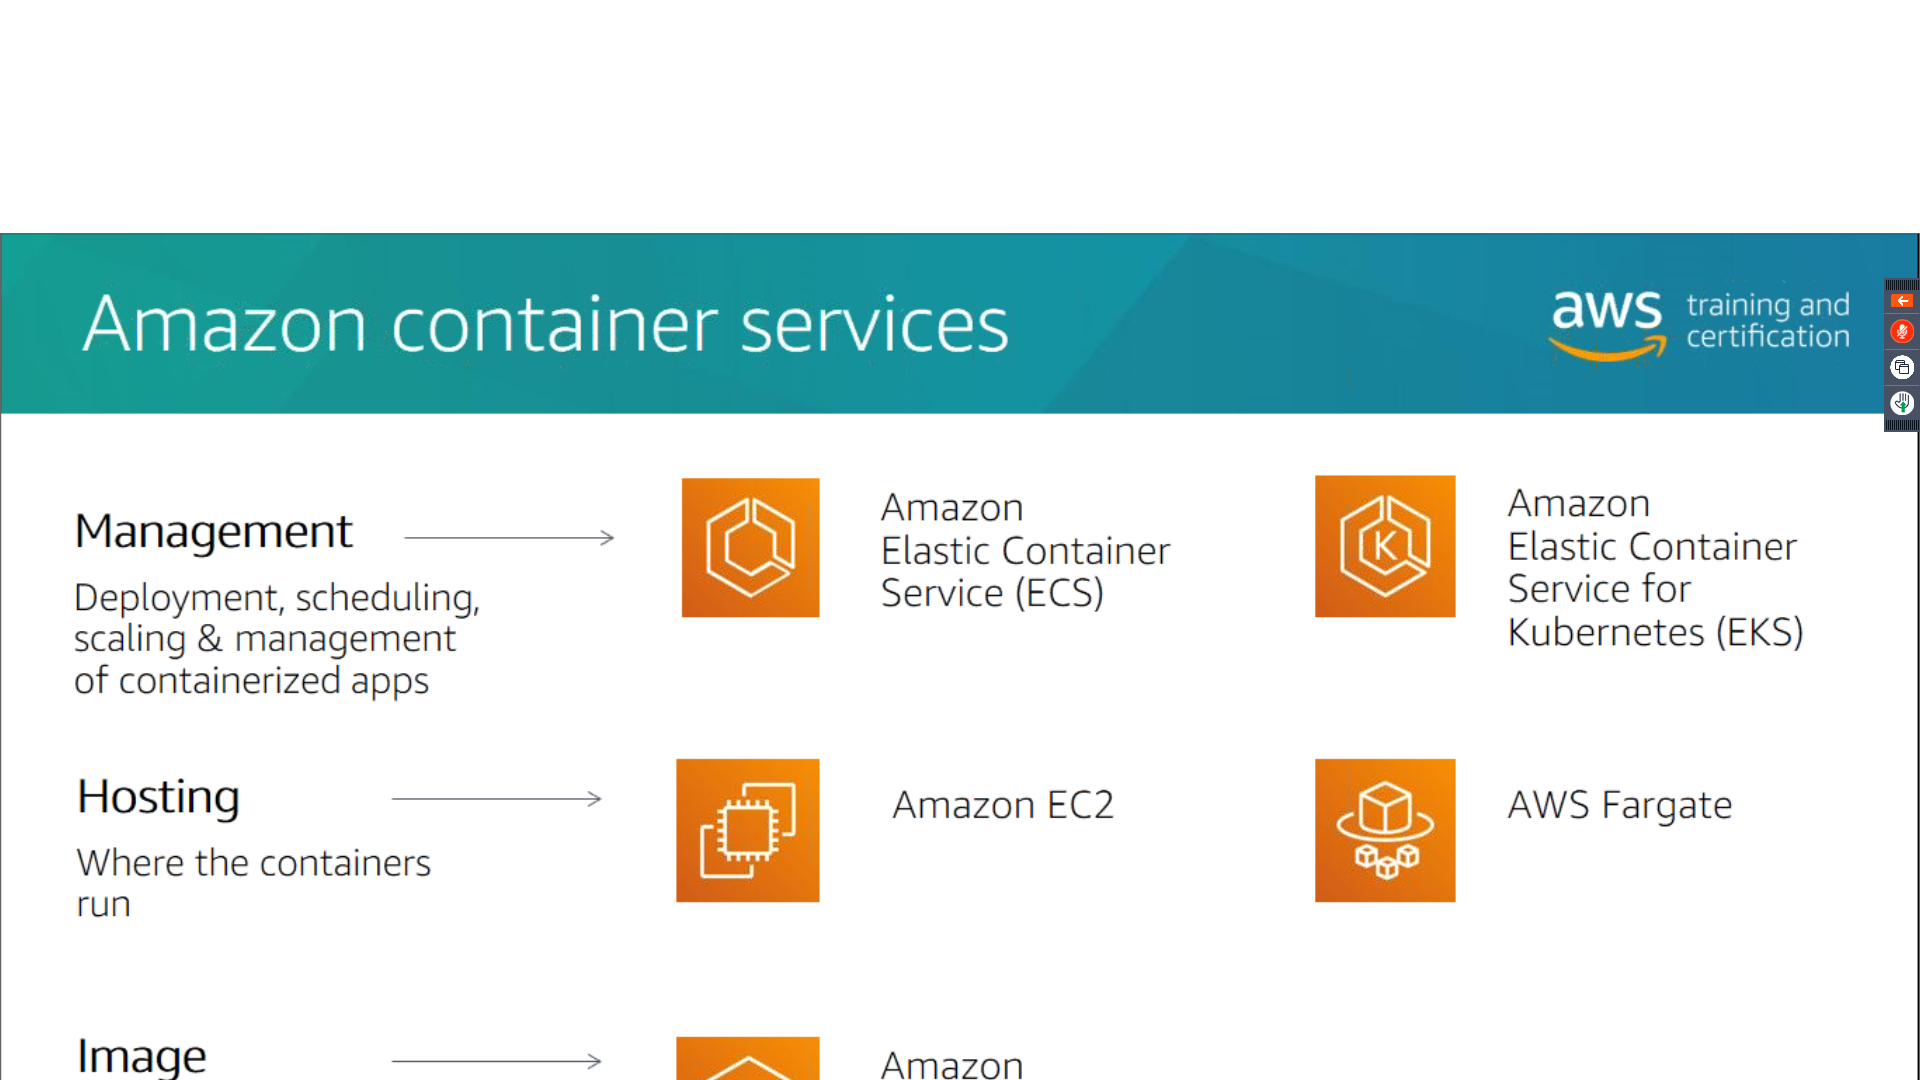 Amazon container services
aws training and
certification
Management
Deployment, scheduling,
scaling & management
of containerized apps
Amazon
Elastic Container
Service (ECS)
K
Amazon
Elastic Container
Service for
Kubernetes (EKS)
Hosting
Where the containers
run
Amazon EC2
AWS Fargate
Image
Amazon